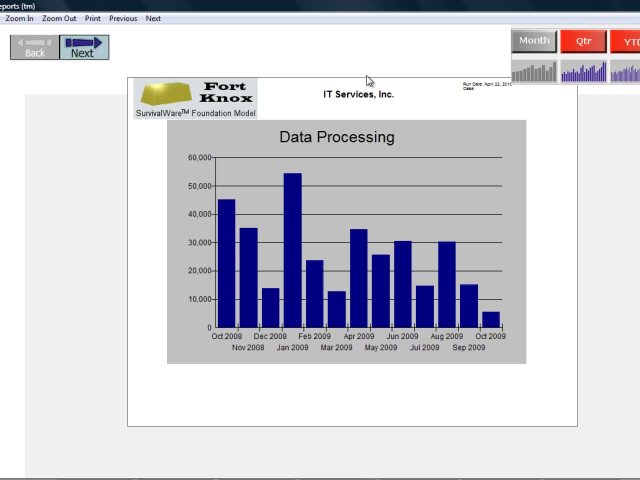 eports (tm)
Zoom In Zoom Out Print Previous Next
Back
Next
Month
Qtr
YTD
Fort
Knox
SurvivalWare™ Foundation Model
IT Services, Inc.
Run Date: April 22, 201
Data Processing
60,000
50,000
40,000
30,000
20,000
10,000
0
Oct 2008 Dec 2008 Feb 2009 Apr 2009 Jun 2009 Aug 2009 Oct 2009
Nov 2008 Jan 2009 Mar 2009 May 2009 Jul 2009 Sep 2009